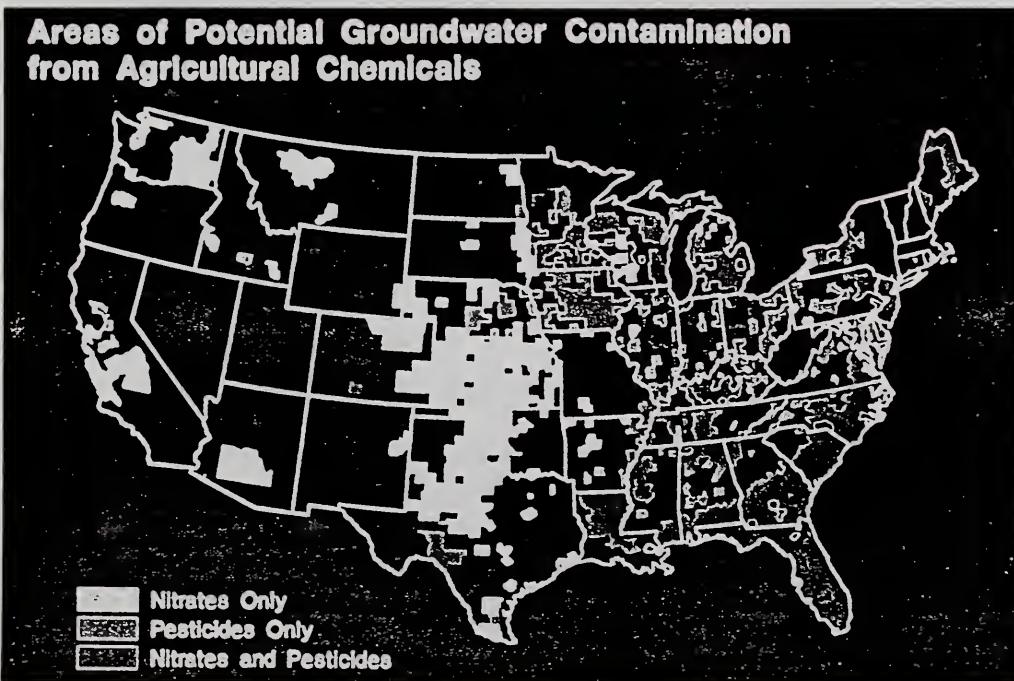 Areas of Potential Groundwater Contamination
from Agricultural Chemicals
Nitrates Only
Pesticides Only
Nitrates and Pesticides